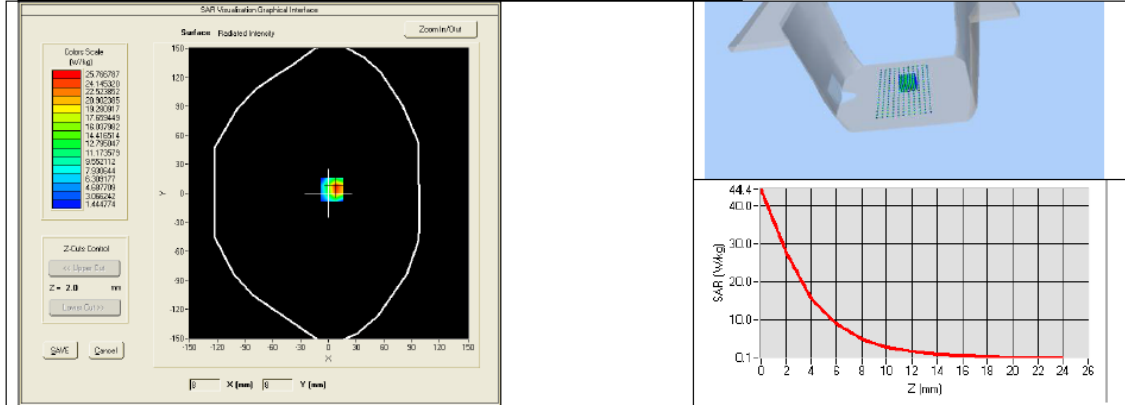 SAR Visualisation Graphical Interface
Surface Radiated Intensity
Zoom In/Out
Colors Scale
(W/kg)
25.766787
24.145320
22.523852
20.902385
19.280917
17.659449
16.037982
14.416514
12.795047
11.173579
9.552112
7.930644
6.309177
4.687709
3.066242
1.444774
Z-Cuts Control
<< Upper Cut
Z = 2.0 mm
Lower Cut >>
SAVE Cancel
150
120
90
60
30
0
-30
-60
-90
-120
-150
Y
-150 -120 -90 -60 -30 0 30 60 90 120 150
X
8 X (mm) 8 Y (mm)
44.4
40.0
30.0
20.0
10.0
0.1
SAR (W/kg)
0 2 4 6 8 10 12 14 16 18 20 22 24 26
Z (mm)